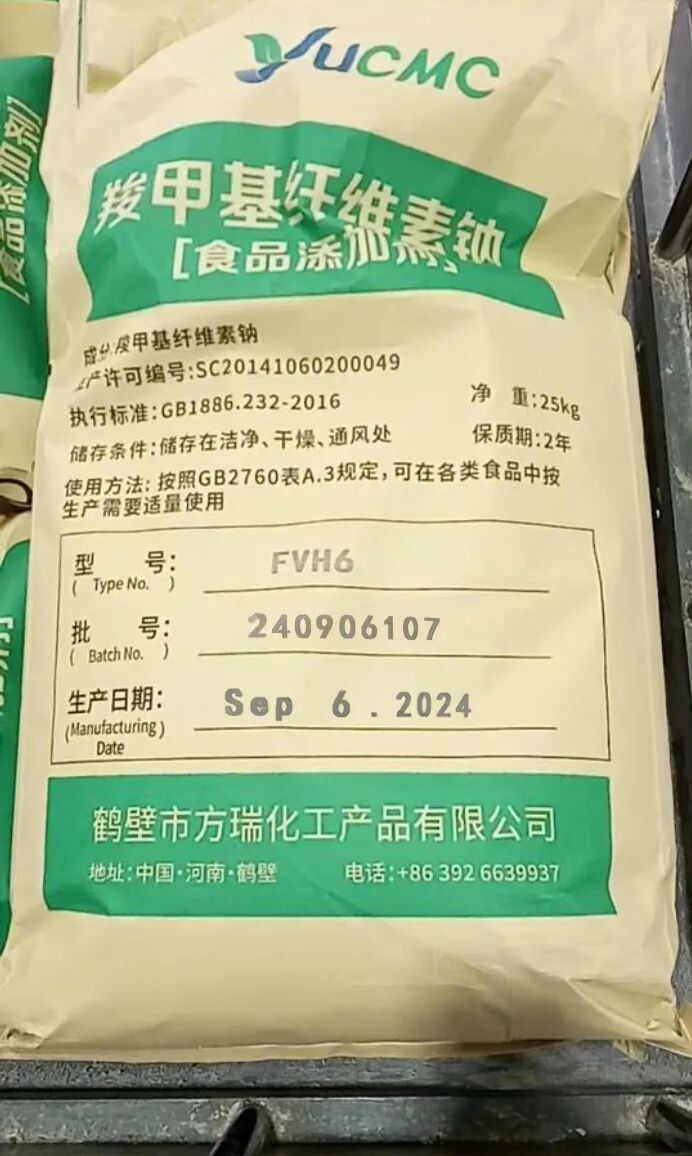 YuCMC
羧甲基纤维素钠
[食品添加剂]
成分:羧甲基纤维素钠
生产许可编号:SC20141060200049
执行标准:GB1886.232-2016
净 重:25kg
储存条件:储存在洁净、干燥、通风处
保质期:2年
使用方法:按照GB2760表A.3规定,可在各类食品中按
生产需要适量使用
型 号:
( Type No. )
FVH6
批 号:
( Batch No. )
240906107
生产日期:
(Manufacturing)
Date
Sep 6 . 2024
鹤壁市方瑞化工产品有限公司
地址:中国·河南·鹤壁
电话:+86 392 6639937
[食品添加剂]